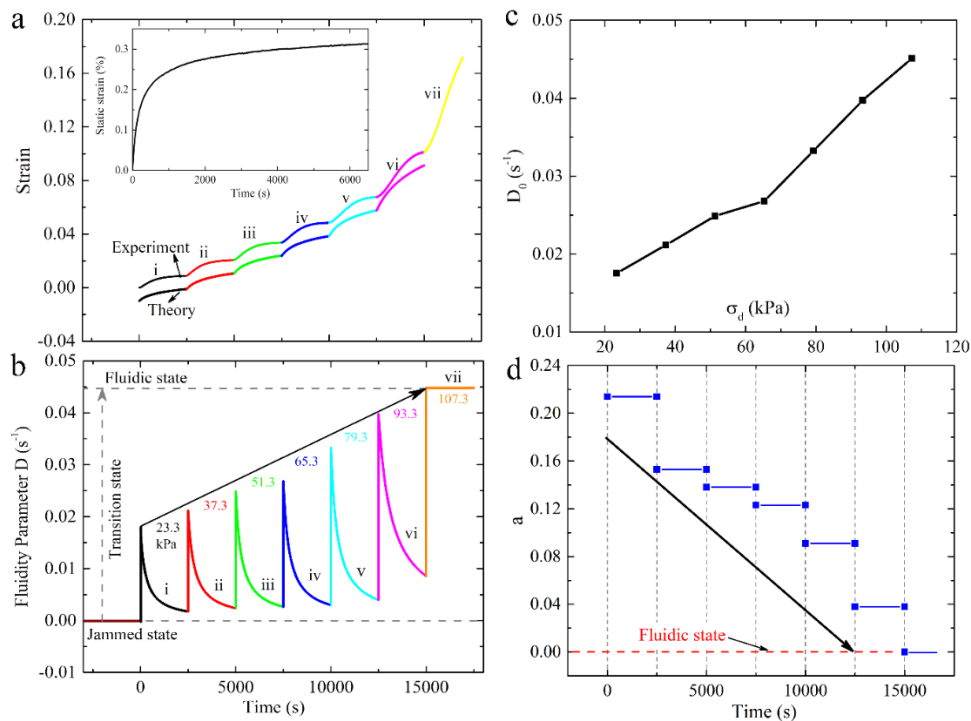 a
0.20
0.16
0.12
0.08
0.04
0.00
-0.04
Strain
0.3
0.2
0.1
0
Static strain (%)
0
2000
4000
6000
Time (s)
Experiment
Theory
i
ii
iii
iv
v
vi
vii
b
0.05
0.04
0.03
0.02
0.01
0.00
-0.01
Fluidity Parameter D (s⁻¹)
Fluidic state
Transition state
Jammed state
23.3
kPa
37.3
51.3
65.3
79.3
93.3
107.3
i
ii
iii
iv
v
vi
vii
0
5000
10000
15000
Time (s)
c
0.05
0.04
0.03
0.02
0.01
D₀ (s⁻¹)
σd (kPa)
20
40
60
80
100
120
d
0.20
0.16
0.12
0.08
0.04
0.00
a
Fluidic state
0
5000
10000
15000
Time (s)